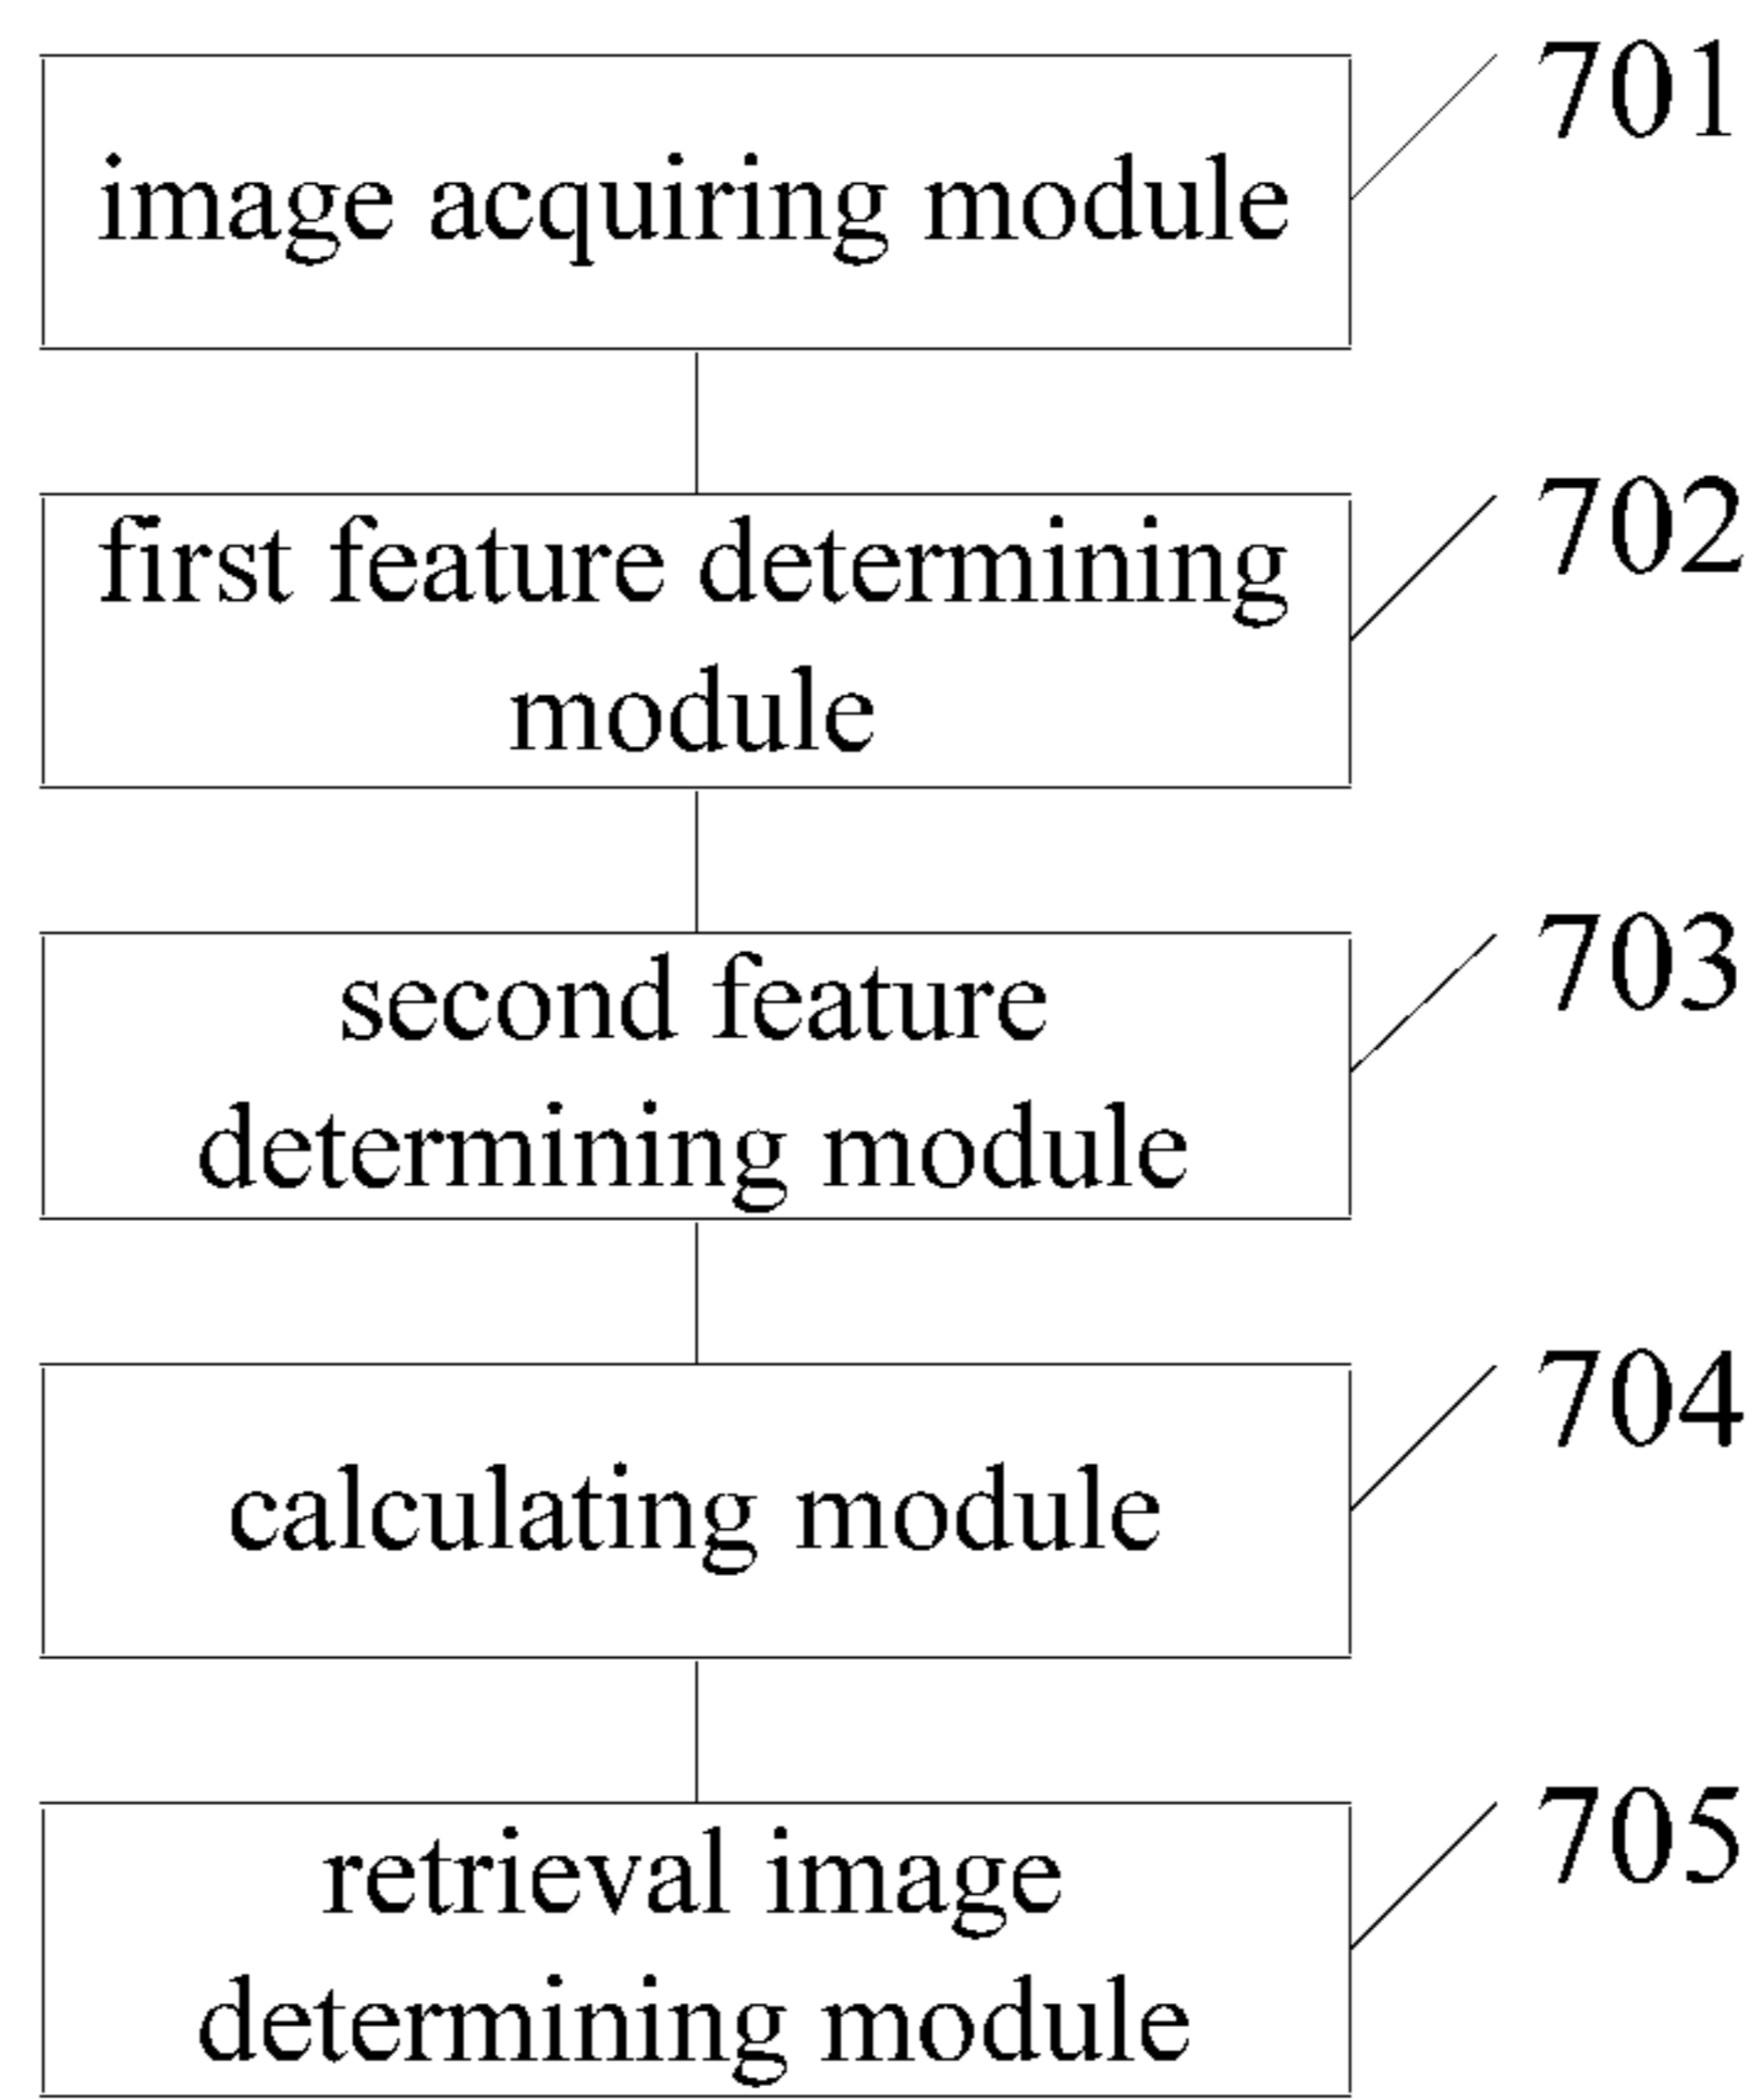 701
image acquiring module
702
first feature determining
module
703
second feature
determining module
704
calculating module
705
retrieval image
determining module